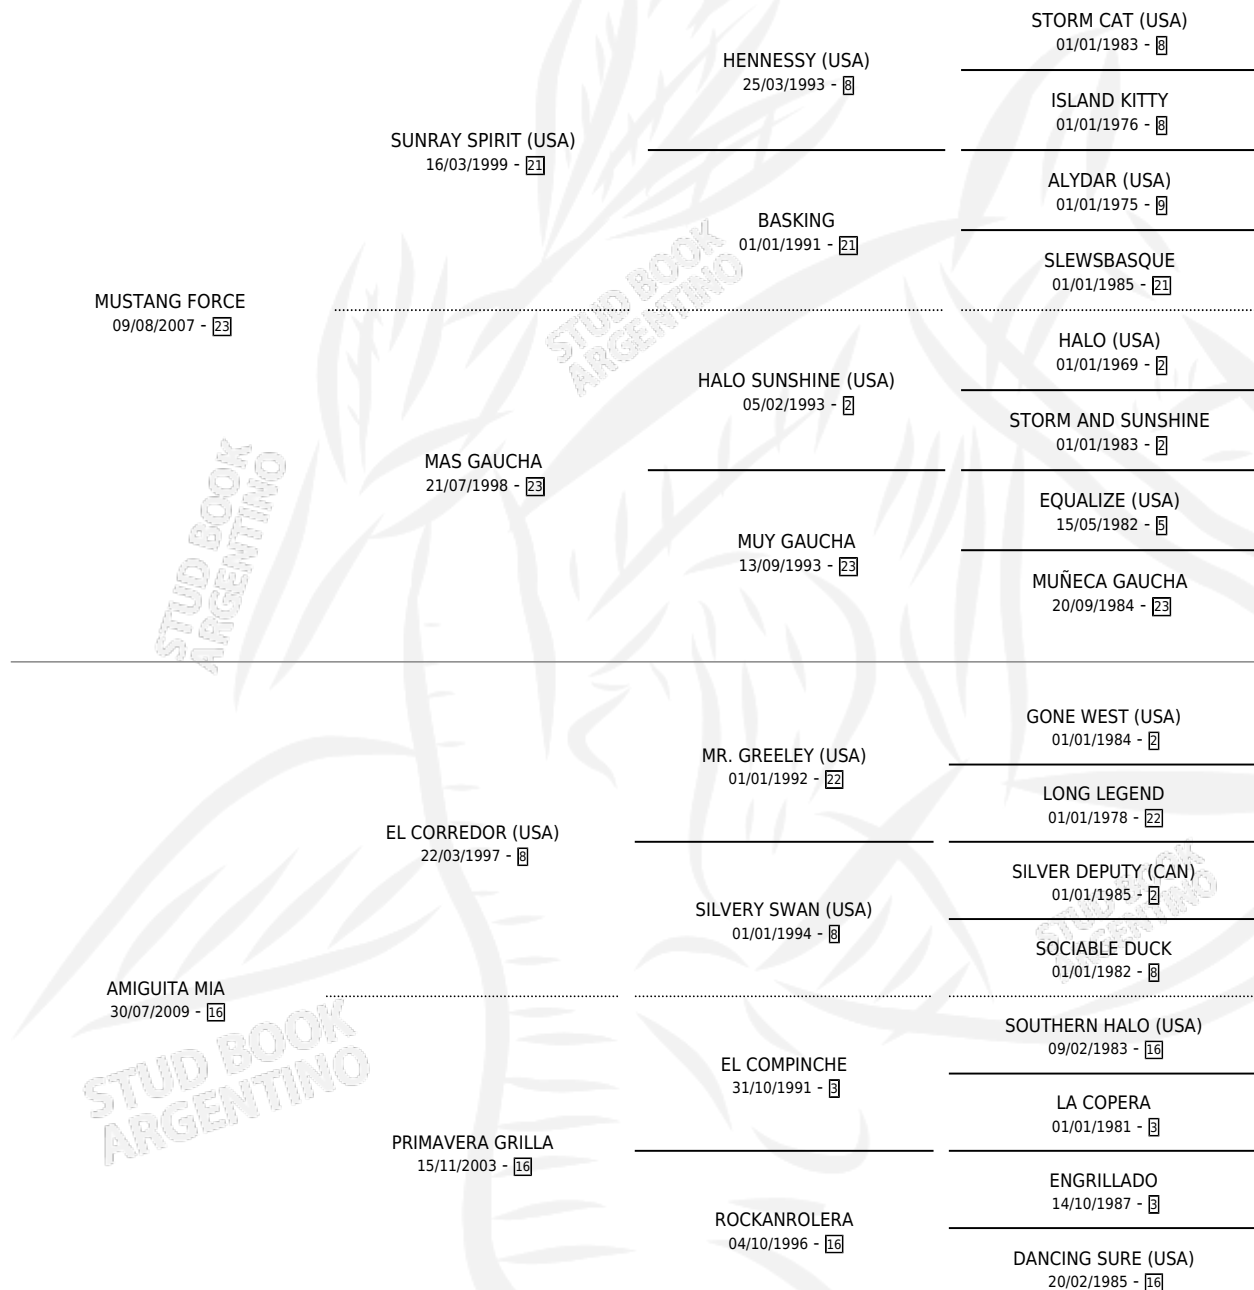 STORM CAT (USA)
01/01/1983 - 8
HENNESSY (USA)
25/03/1993 - 8
ISLAND KITTY
01/01/1976 - 8
SUNRAY SPIRIT (USA)
16/03/1999 - 21
ALYDAR (USA)
01/01/1975 - 9
BASKING
01/01/1991 - 21
SLEWSBASQUE
01/01/1985 - 21
MUSTANG FORCE
09/08/2007 - 23
HALO (USA)
01/01/1969 - 2
HALO SUNSHINE (USA)
05/02/1993 - 2
STORM AND SUNSHINE
01/01/1983 - 2
MAS GAUCHA
21/07/1998 - 23
EQUALIZE (USA)
15/05/1982 - 5
MUY GAUCHA
13/09/1993 - 23
MUÑECA GAUCHA
20/09/1984 - 23
GONE WEST (USA)
01/01/1984 - 2
MR. GREELEY (USA)
01/01/1992 - 22
LONG LEGEND
01/01/1978 - 22
EL CORREDOR (USA)
22/03/1997 - 8
SILVER DEPUTY (CAN)
01/01/1985 - 2
SILVERY SWAN (USA)
01/01/1994 - 8
SOCIABLE DUCK
01/01/1982 - 8
AMIGUITA MIA
30/07/2009 - 16
SOUTHERN HALO (USA)
09/02/1983 - 16
EL COMPINCHE
31/10/1991 - 3
LA COPERA
01/01/1981 - 3
PRIMAVERA GRILLA
15/11/2003 - 16
ENGRILLADO
14/10/1987 - 3
ROCKANROLERA
04/10/1996 - 16
DANCING SURE (USA)
20/02/1985 - 16
STUD BOOK
ARGENTINO
STUD BOOK
ARGENTINO
STUD BOOK
ARGENTINO
STUD BOOK
ARGENTINO